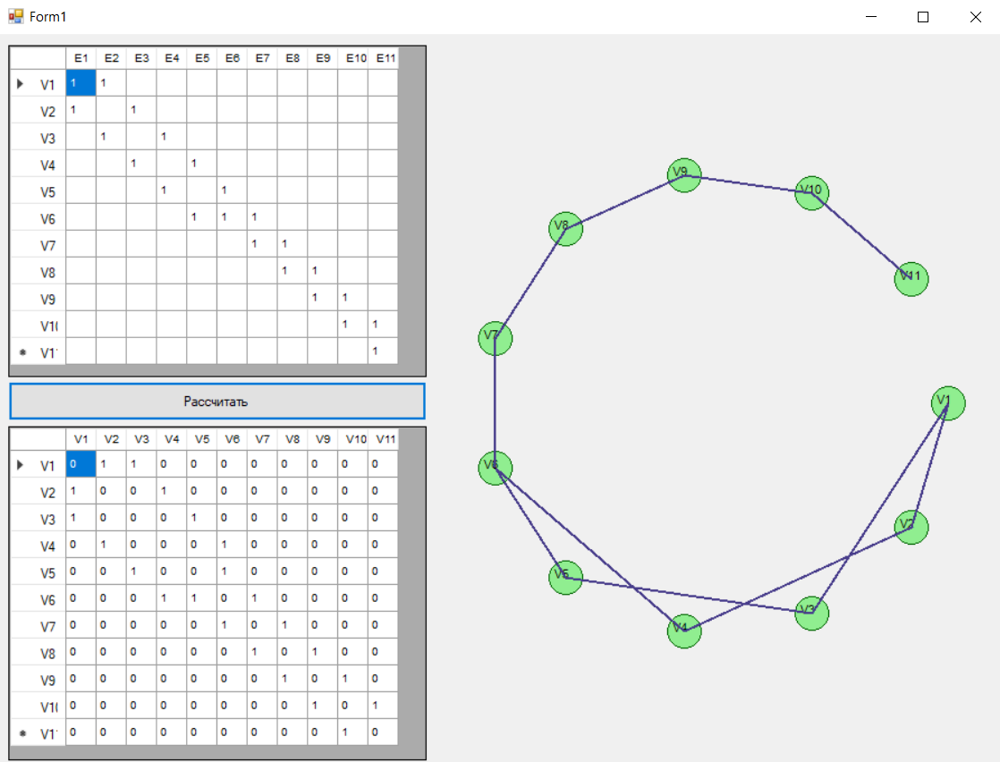 Form1
E1 E2 E3 E4 E5 E6 E7 E8 E9 E10 E11
V1 1 1
V2 1 1
V3 1 1
V4 1 1
V5 1 1
V6 1 1 1
V7 1 1
V8 1 1
V9 1 1
V1( 1 1
V1 1
Рассчитать
V1 V2 V3 V4 V5 V6 V7 V8 V9 V10 V11
V1 0 1 1 0 0 0 0 0 0 0 0
V2 1 0 0 1 0 0 0 0 0 0 0
V3 1 0 0 0 1 0 0 0 0 0 0
V4 0 1 0 0 0 1 0 0 0 0 0
V5 0 0 1 0 0 1 0 0 0 0 0
V6 0 0 0 1 1 0 1 0 0 0 0
V7 0 0 0 0 0 1 0 1 0 0 0
V8 0 0 0 0 0 0 1 0 1 0 0
V9 0 0 0 0 0 0 0 1 0 1 0
V1( 0 0 0 0 0 0 0 0 1 0 1
V1 0 0 0 0 0 0 0 0 0 1 0
V9
V10
V8
V11
V7
V1
V6
V2
V5
V3
V4